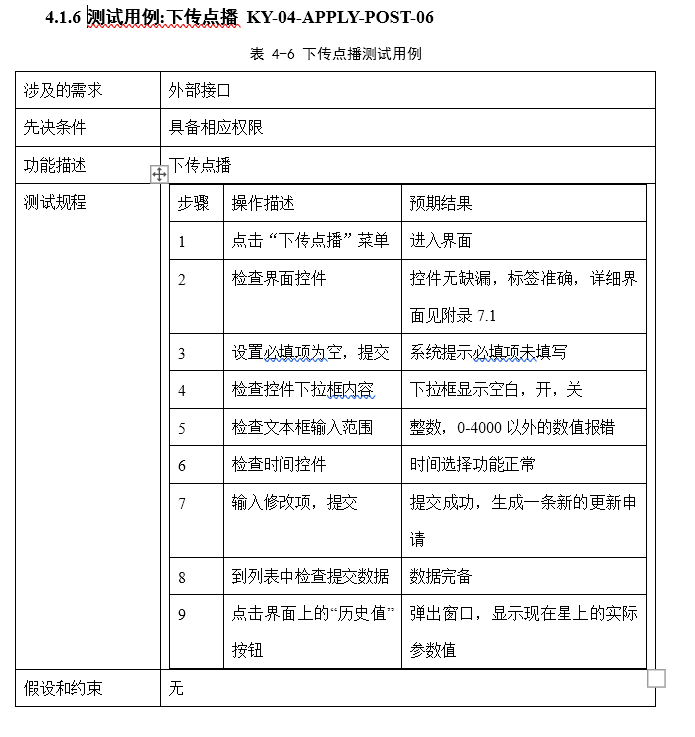 4.1.6 测试用例:下传点播 KY-04-APPLY-POST-06
表 4-6 下传点播测试用例
涉及的需求 外部接口
先决条件 具备相应权限
功能描述 下传点播
测试规程 步骤 操作描述 预期结果
1 点击“下传点播”菜单 进入界面
2 检查界面控件 控件无缺漏，标签准确，详细界
面见附录 7.1
3 设置必填项为空，提交 系统提示必填项未填写
4 检查控件下拉框内容 下拉框显示空白，开，关
5 检查文本框输入范围 整数，0-4000 以外的数值报错
6 检查时间控件 时间选择功能正常
7 输入修改项，提交 提交成功，生成一条新的更新申
请
8 到列表中检查提交数据 数据完备
9 点击界面上的“历史值” 弹出窗口，显示现在星上的实际
按钮 参数值
假设和约束 无